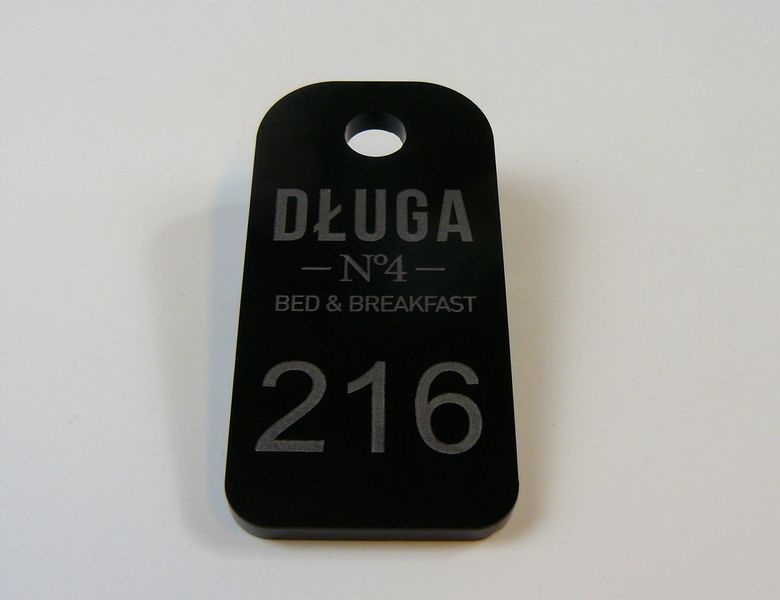 DŁUGA
— Nº4 —
BED & BREAKFAST
216